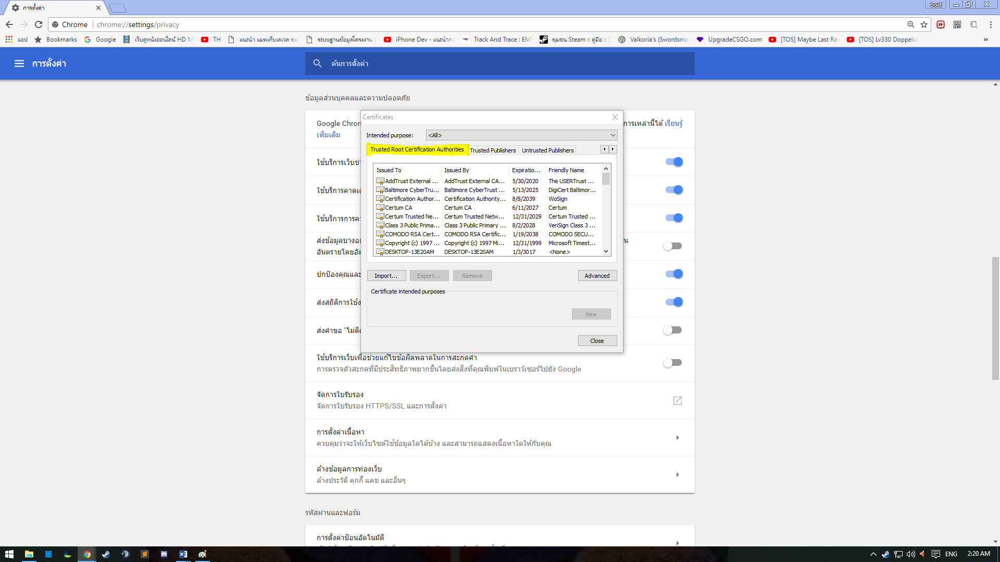 การตั้งค่า
boat
Chrome chrome://settings/privacy
แอป Bookmarks Google เว็บดูหนังออนไลน์ HD TH แนะนำ แมพเก็บเลเวล ระบบฐานข้อมูลโครงงาน iPhone Dev - แนะนำ Track And Trace : EMS ชุมชน Steam :: คู่มือ :: [ Valkoria's (Swordsma UpgradeCSGO.com [TOS] Maybe Last Ra [TOS] Lv330 Doppels »
การตั้งค่า
ค้นการตั้งค่า
ข้อมูลส่วนบุคคลและความปลอดภัย
Google Chrom การเหล่านี้ได้ เรียนรู้
เพิ่มเติม
Certificates
Intended purpose: <All>
Trusted Root Certification Authorities Trusted Publishers Untrusted Publishers
Issued To Issued By Expiratio... Friendly Name
AddTrust External ... AddTrust External CA... 5/30/2020 The USERTrust ...
Baltimore CyberTru... Baltimore CyberTrust ... 5/13/2025 DigiCert Baltimor...
Certification Author... Certification Authority... 8/8/2039 WoSign
Certum CA Certum CA 6/11/2027 Certum
Certum Trusted Ne... Certum Trusted Netw... 12/31/2029 Certum Trusted ...
Class 3 Public Prima... Class 3 Public Primary ... 8/2/2028 VeriSign Class 3 ...
COMODO RSA Cert... COMODO RSA Certific... 1/19/2038 COMODO SECU...
Copyright (c) 1997 ... Copyright (c) 1997 Mi... 12/31/1999 Microsoft Timest...
DESKTOP-13E20AM DESKTOP-13E20AM 1/3/3017 <None>
Import... Export... Remove Advanced
Certificate intended purposes
View
Close
ใช้บริการเว็บช่
ใช้บริการคาดเด
ใช้บริการการคา
ส่งข้อมูลบางอย
อันตรายโดยอัต
ปกป้องคุณและ
ส่งสถิติการใช้ง
ส่งคำขอ "ไม่ติด
ใช้บริการเว็บเพื่อช่วยแก้ไขข้อผิดพลาดในการสะกดคำ
การตรวจตัวสะกดที่มีประสิทธิภาพมากขึ้นโดยส่งสิ่งที่คุณพิมพ์ในเบราว์เซอร์ไปยัง Google
จัดการใบรับรอง
จัดการใบรับรอง HTTPS/SSL และการตั้งค่า
การตั้งค่าเนื้อหา
ควบคุมว่าจะให้เว็บไซต์ใช้ข้อมูลใดได้บ้าง และสามารถแสดงเนื้อหาใดให้กับคุณ
ล้างข้อมูลการท่องเว็บ
ล้างประวัติ คุกกี้ แคช และอื่นๆ
รหัสผ่านและฟอร์ม
การตั้งค่าป้อนอัตโนมัติ
ENG 2:20 AM